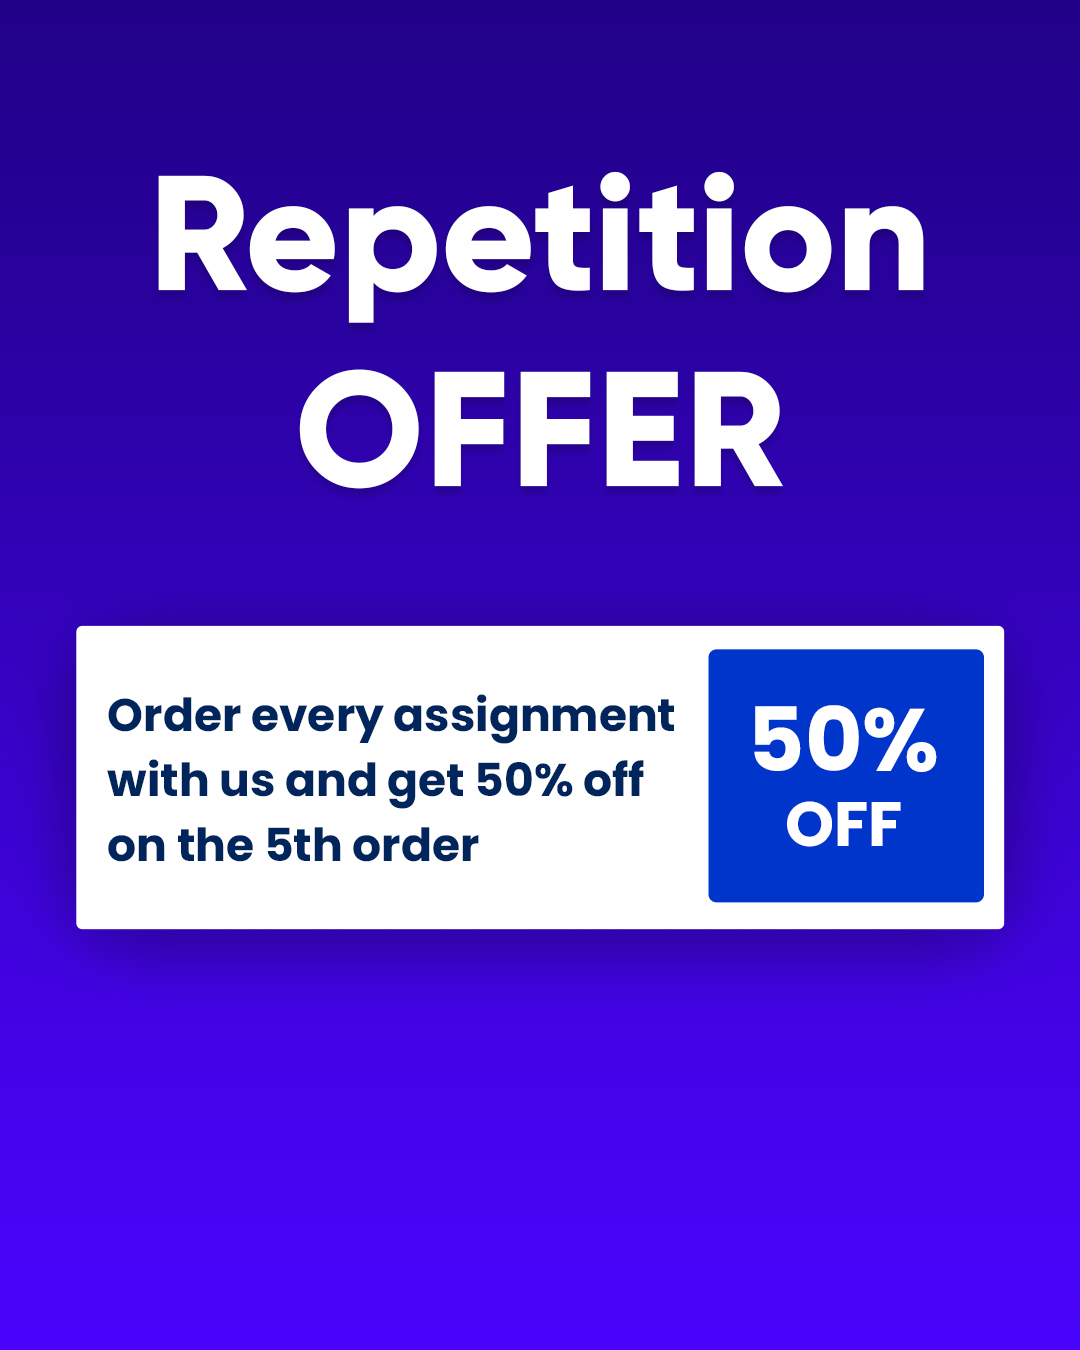 Repetition
OFFER
Order every assignment
with us and get 50% off
on the 5th order
50%
OFF